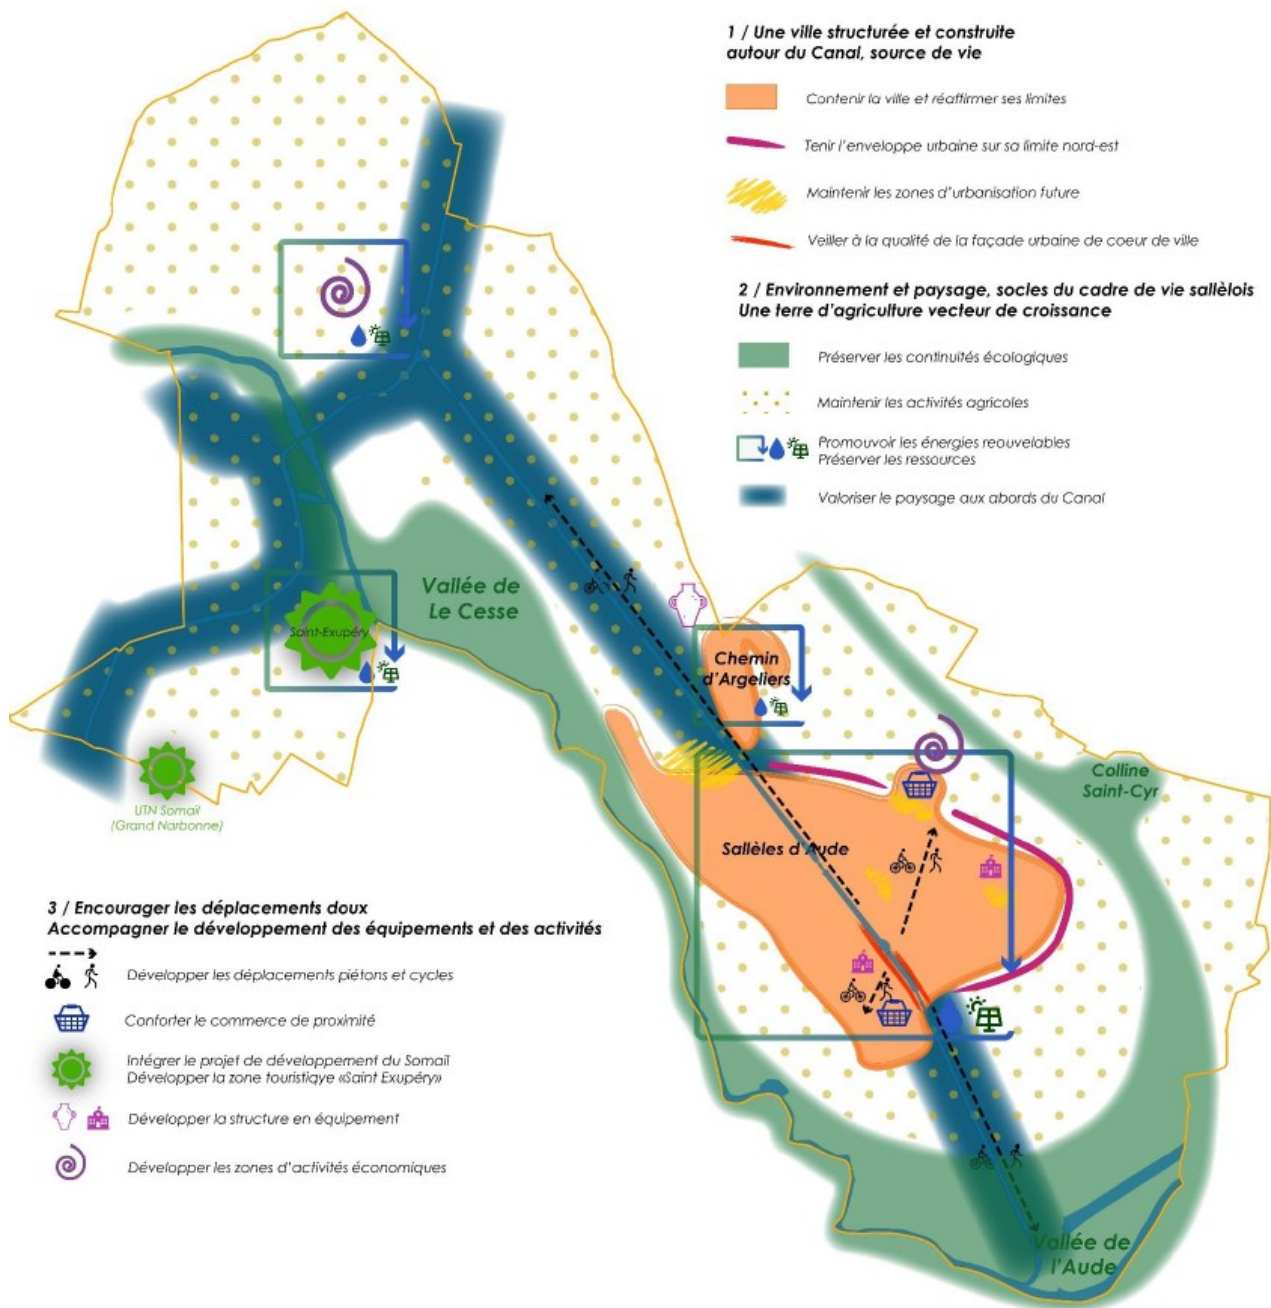 1 / Une ville structurée et construite
autour du Canal, source de vie
Contenir la ville et réaffirmer ses limites
Tenir l'enveloppe urbaine sur sa limite nord-est
Maintenir les zones d'urbanisation future
Veiller à la qualité de la façade urbaine de coeur de ville
2 / Environnement et paysage, socles du cadre de vie sallèlois
Une terre d'agriculture vecteur de croissance
Préserver les continuités écologiques
Maintenir les activités agricoles
Promouvoir les énergies reouvelables
Préserver les ressources
Valoriser le paysage aux abords du Canal
Vallée de
Le Cesse
Saint-Exupéry
Chemin
d'Argeliers
Colline
Saint-Cyr
UTN Somail
(Grand Narbonne)
Sallèles d'Aude
3 / Encourager les déplacements doux
Accompagner le développement des équipements et des activités
Développer les déplacements piétons et cycles
Conforter le commerce de proximité
Intégrer le projet de développement du Somail
Développer la zone touristiqye «Saint Exupéry»
Développer la structure en équipement
Développer les zones d'activités économiques
Vallée de
l'Aude